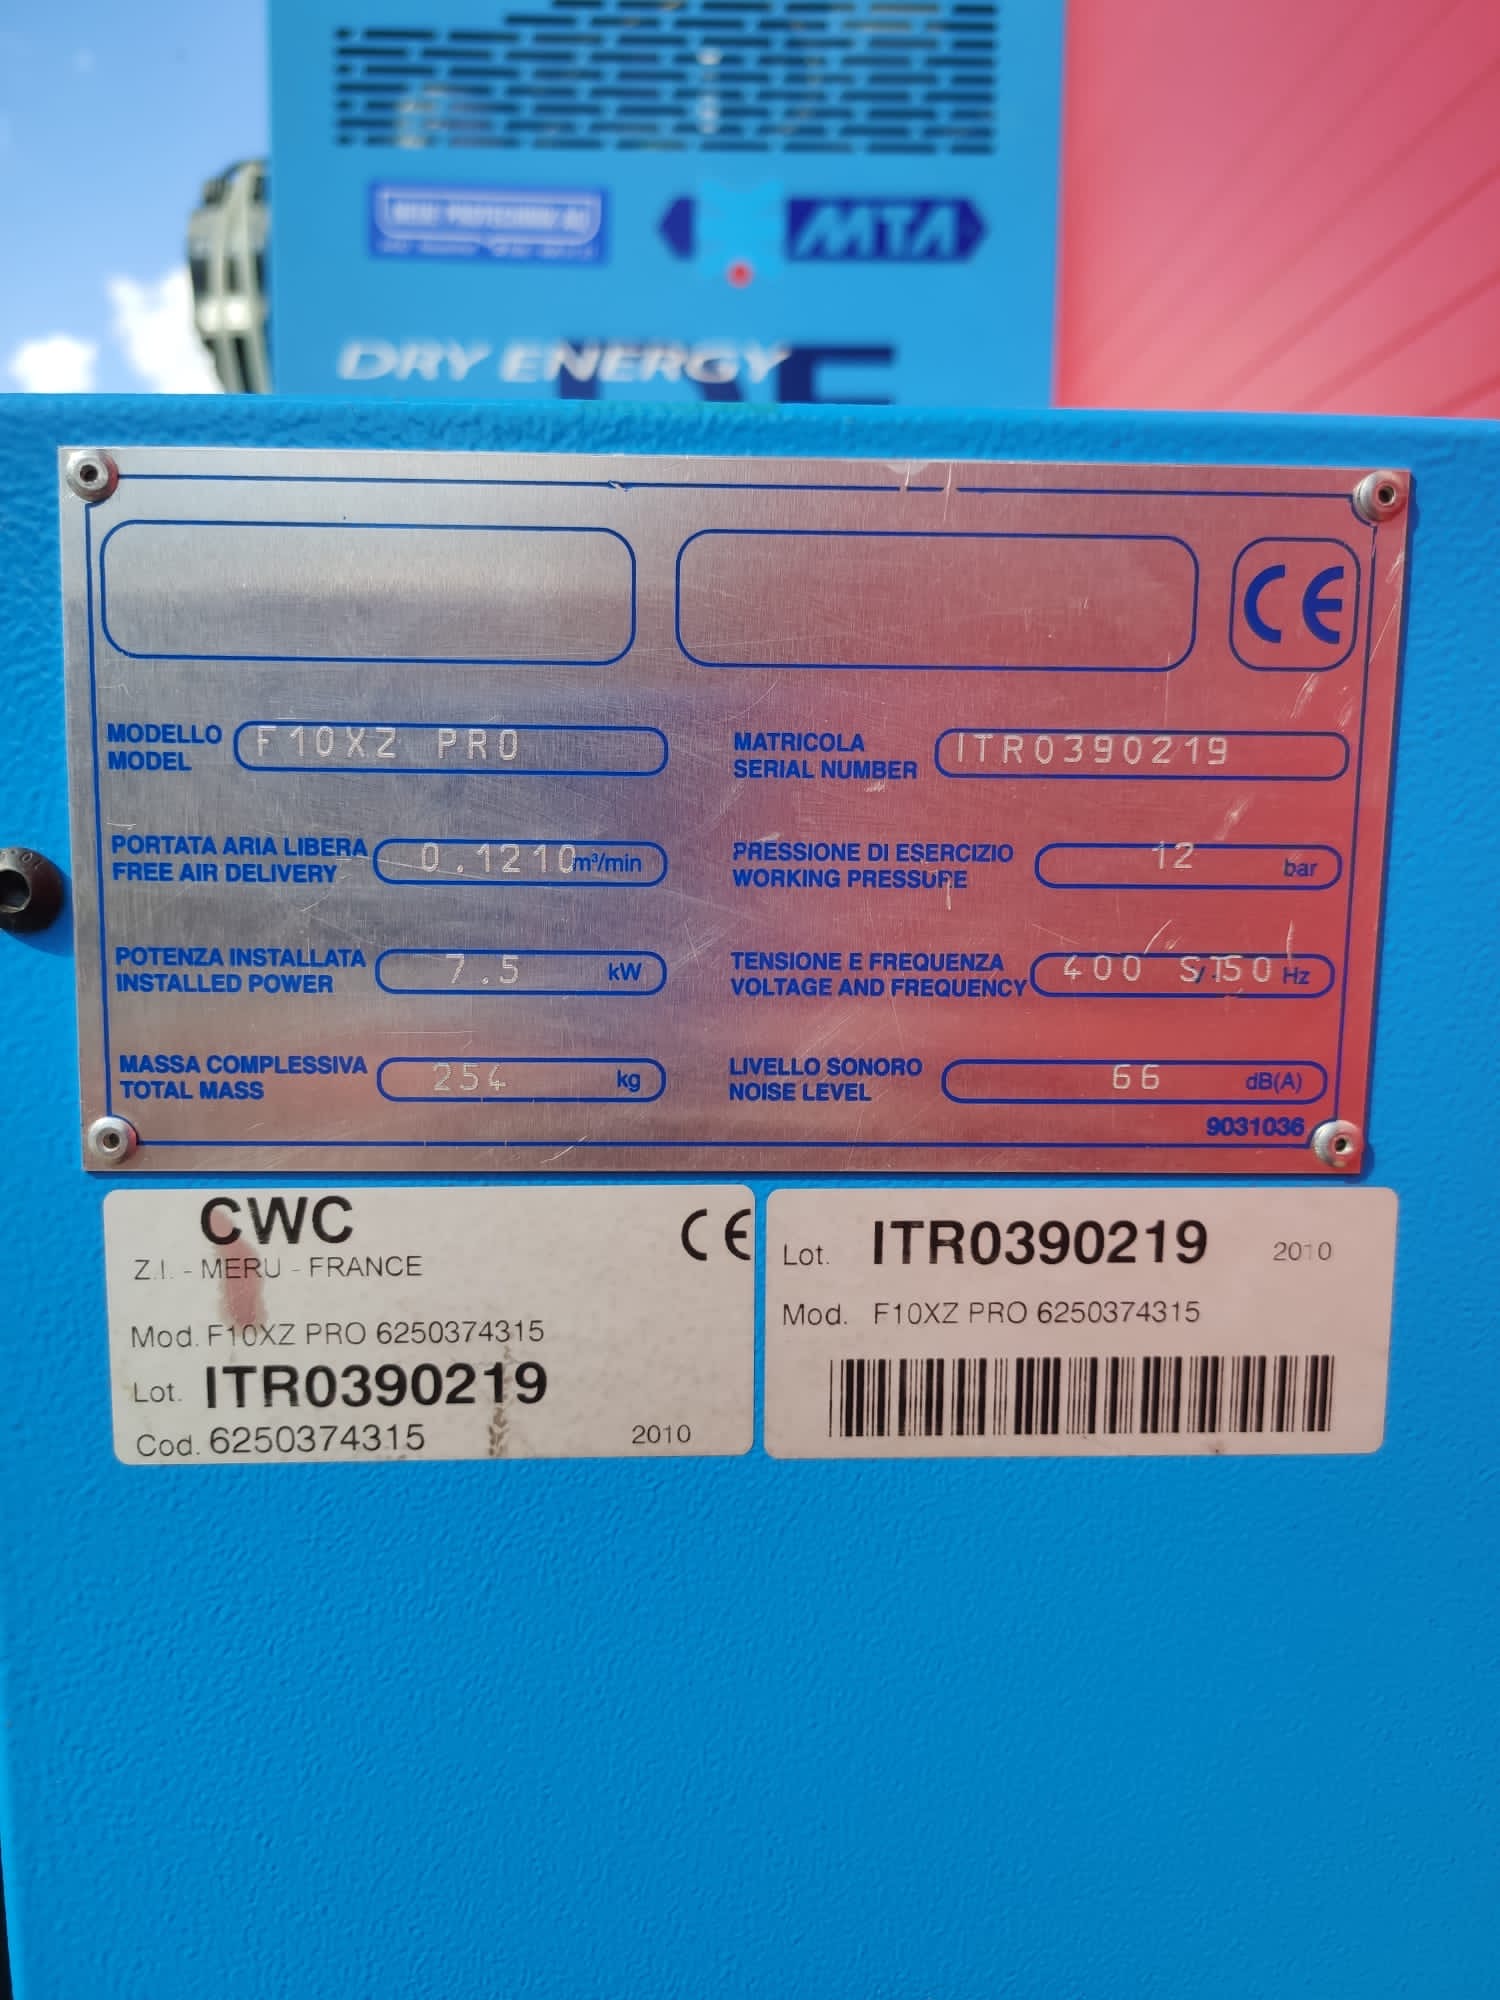 MTA
DRY ENERGY
CE
MODELLO
MODEL
F10XZ PRO
MATRICOLA
SERIAL NUMBER
ITR0390219
PORTATA ARIA LIBERA
FREE AIR DELIVERY
0.1210 m³/min
PRESSIONE DI ESERCIZIO
WORKING PRESSURE
12 bar
POTENZA INSTALLATA
INSTALLED POWER
7.5 kW
TENSIONE E FREQUENZA
VOLTAGE AND FREQUENCY
400 50 Hz
MASSA COMPLESSIVA
TOTAL MASS
254 kg
LIVELLO SONORO
NOISE LEVEL
66 dB(A)
9031036
CWC CE
Z.I. - MERU - FRANCE
Mod. F10XZ PRO 6250374315
Lot. ITR0390219
Cod. 6250374315 2010
Lot. ITR0390219 2010
Mod. F10XZ PRO 6250374315